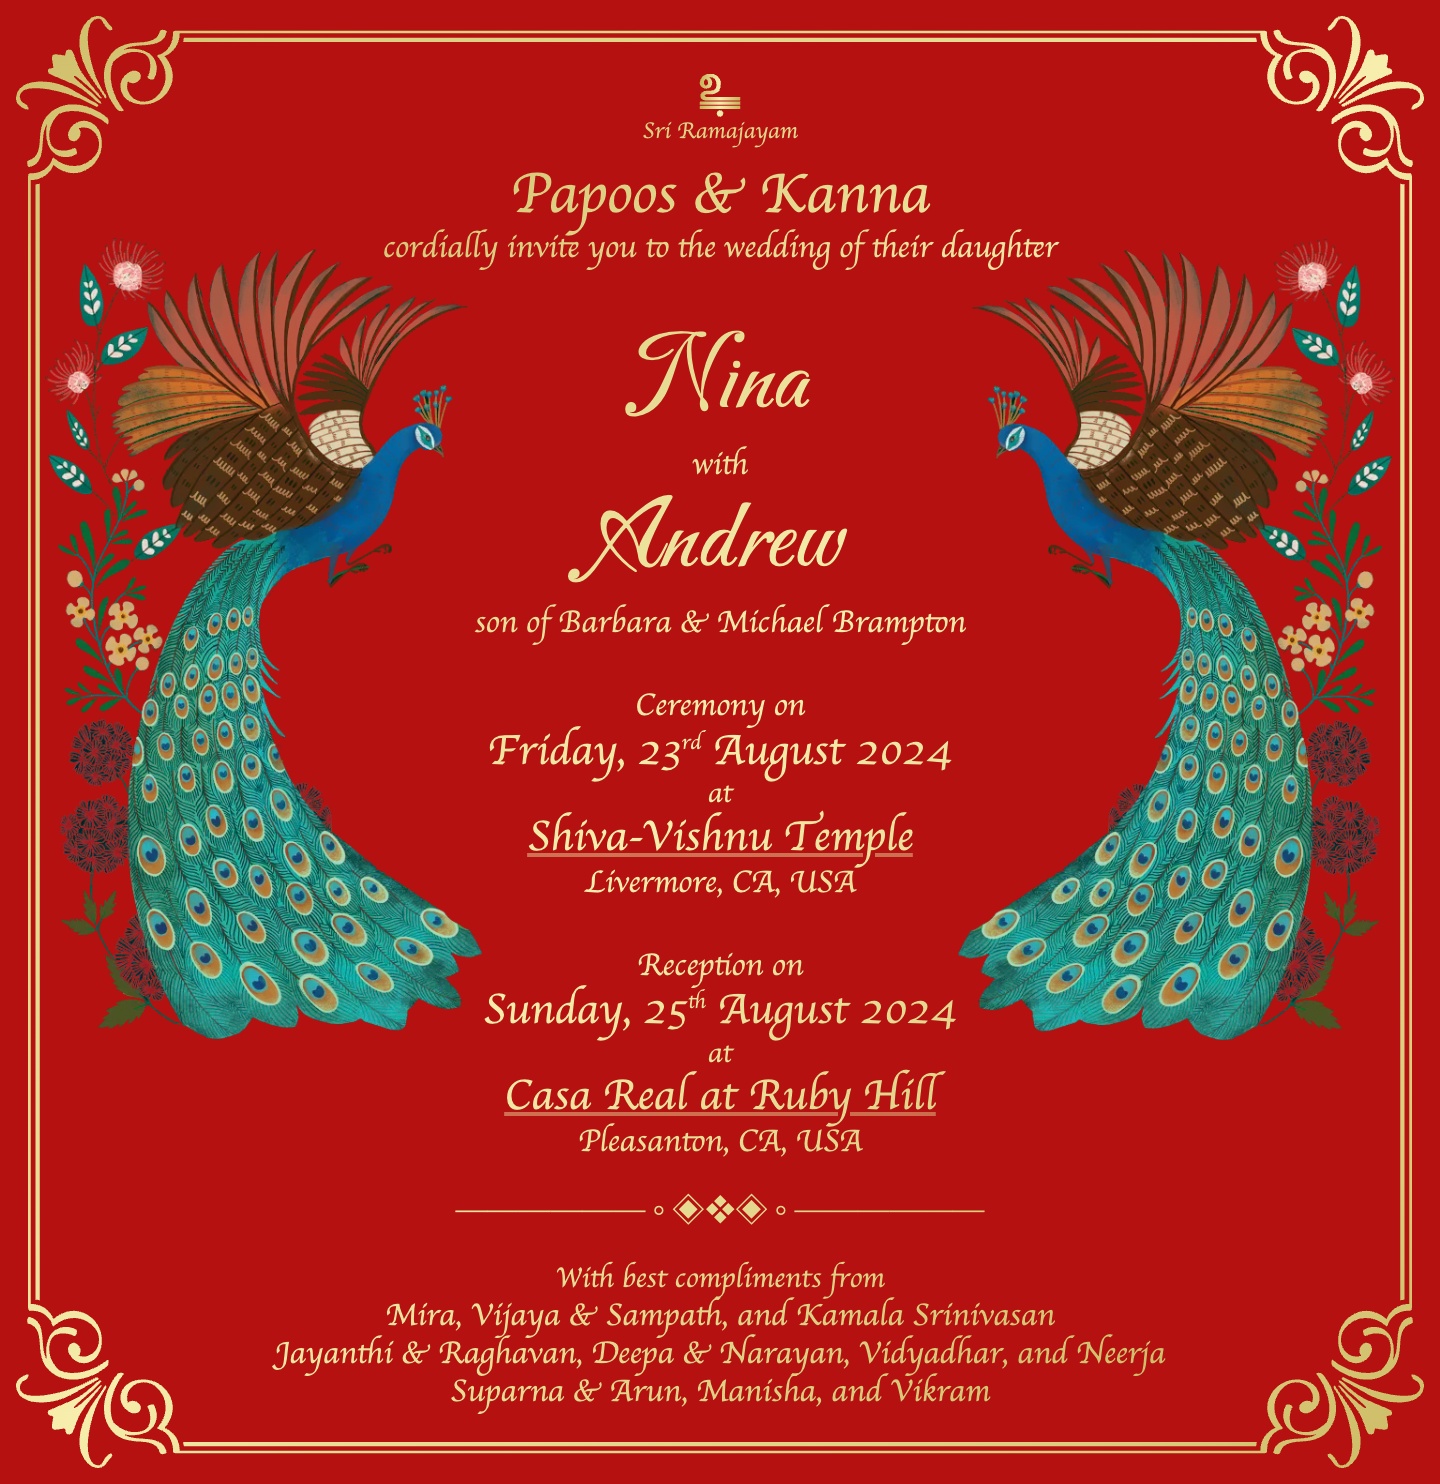 உ
Sri Ramajayam
Papoos & Kanna
cordially invite you to the wedding of their daughter
Nina
with
Andrew
son of Barbara & Michael Brampton
Ceremony on
Friday, 23rd August 2024
at
Shiva-Vishnu Temple
Livermore, CA, USA
Reception on
Sunday, 25th August 2024
at
Casa Real at Ruby Hill
Pleasanton, CA, USA
With best compliments from
Mira, Vijaya & Sampath, and Kamala Srinivasan
Jayanthi & Raghavan, Deepa & Narayan, Vidyadhar, and Neerja
Suparna & Arun, Manisha, and Vikram